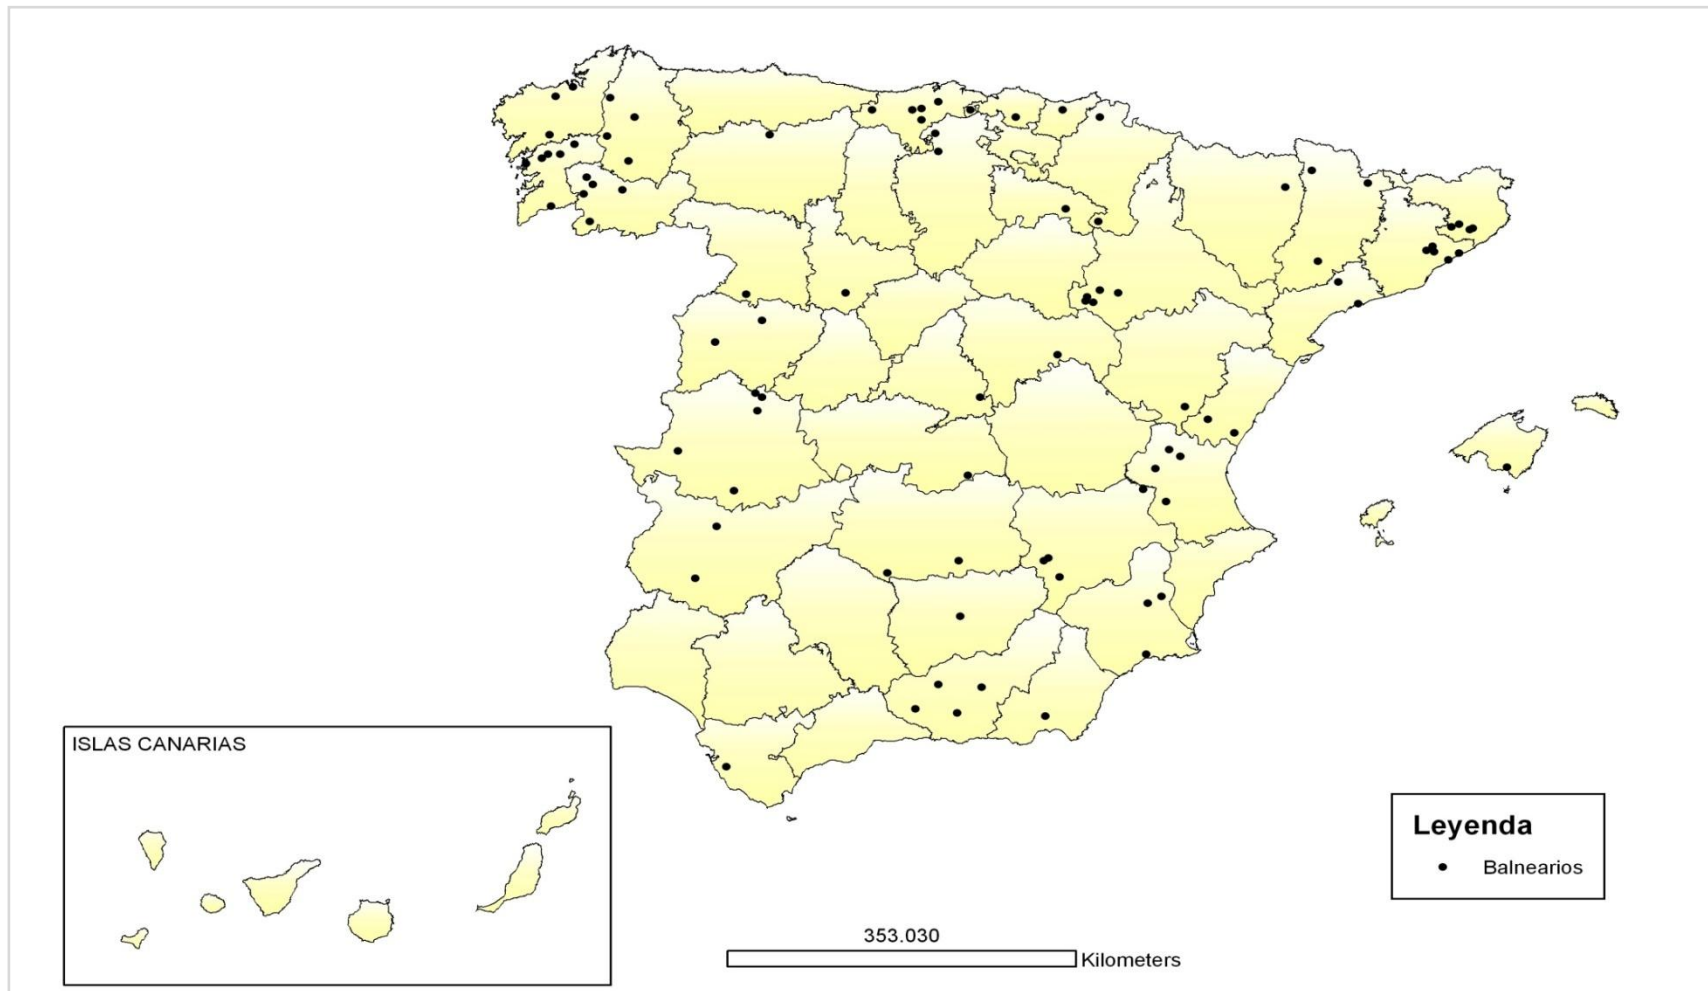 ISLAS CANARIAS
Leyenda
Balnearios
353.030
Kilometers